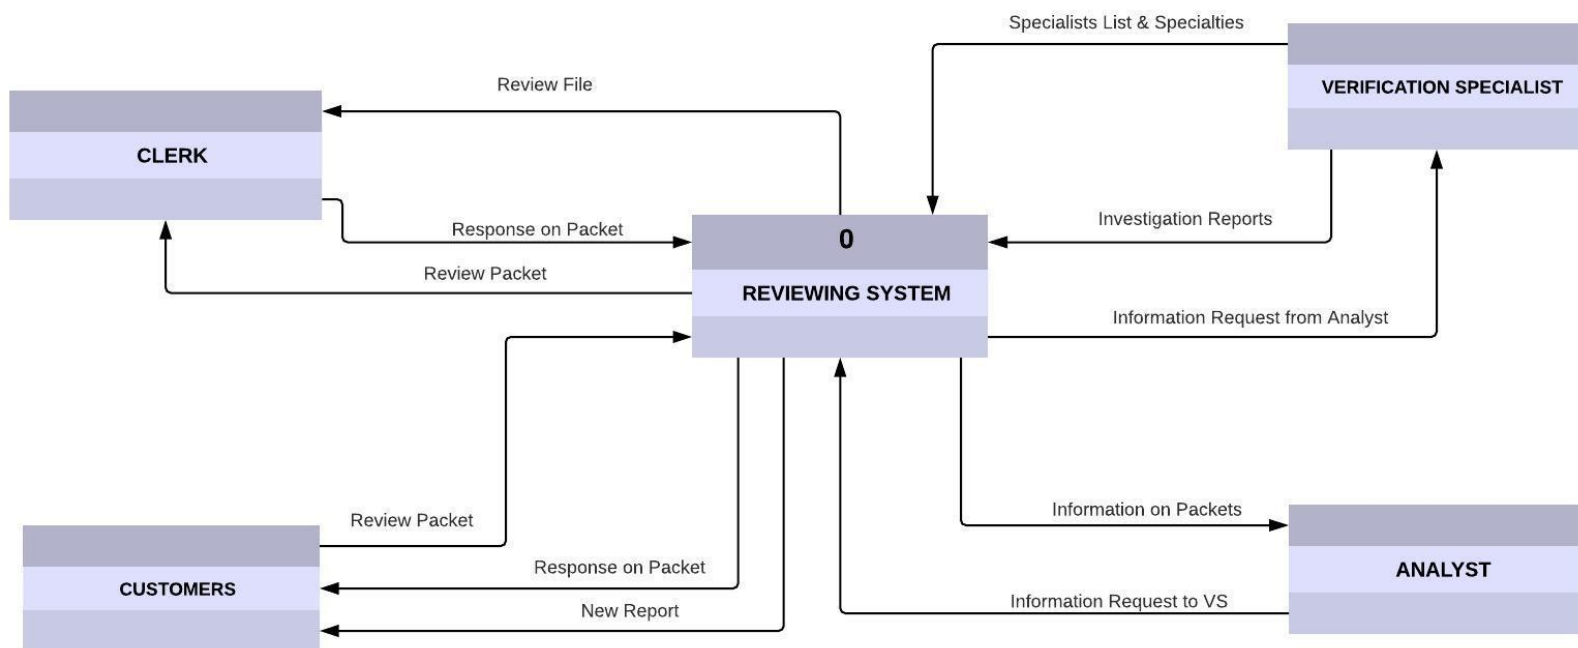 Specialists List & Specialties
VERIFICATION SPECIALIST
Review File
CLERK
Response on Packet
Investigation Reports
0
Review Packet
REVIEWING SYSTEM
Information Request from Analyst
Review Packet
Information on Packets
Response on Packet
ANALYST
CUSTOMERS
New Report
Information Request to VS